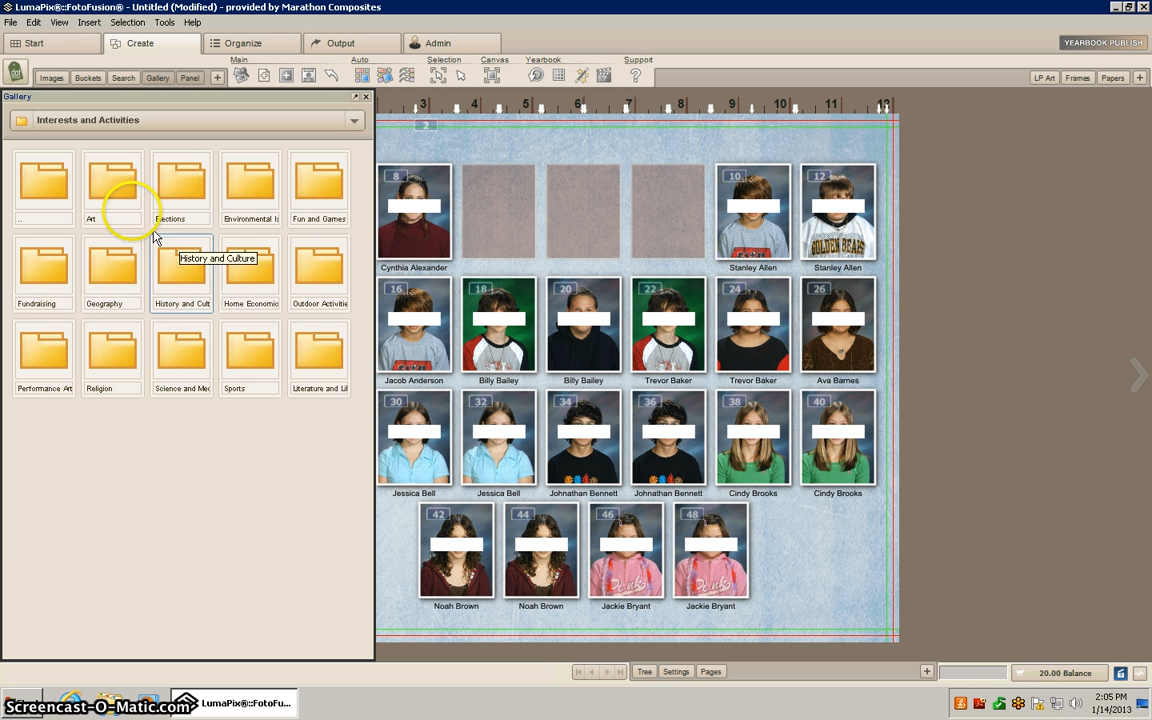 LumaPix®::FotoFusion® - Untitled (Modified) - provided by Marathon Composites
File Edit View Insert Selection Tools Help
Start Create Organize Output Admin YEARBOOK PUBLISH
Main Auto Selection Canvas Yearbook Support
Images Buckets Search Gallery Panel + LP Art Frames Papers +
Gallery
Interests and Activities
3 4 5 6 7 8 9 10 11 12
2
.. Art Elections Environmental Is Fun and Games
History and Culture
Fundraising Geography History and Cult Home Economic Outdoor Activitie
Performance Art Religion Science and Med Sports Literature and Li
8 10 12
GOLDEN BEARS
Cynthia Alexander Stanley Allen Stanley Allen
16 18 20 22 24 26
Jacob Anderson Billy Bailey Billy Bailey Trevor Baker Trevor Baker Ava Barnes
30 32 34 36 38 40
Jessica Bell Jessica Bell Johnathan Bennett Johnathan Bennett Cindy Brooks Cindy Brooks
42 44 46 48
Noah Brown Noah Brown Jackie Bryant Jackie Bryant
Tree Settings Pages + 20.00 Balance
LumaPix::FotoFu...
Screencast-O-Matic.com
2:05 PM
1/14/2013